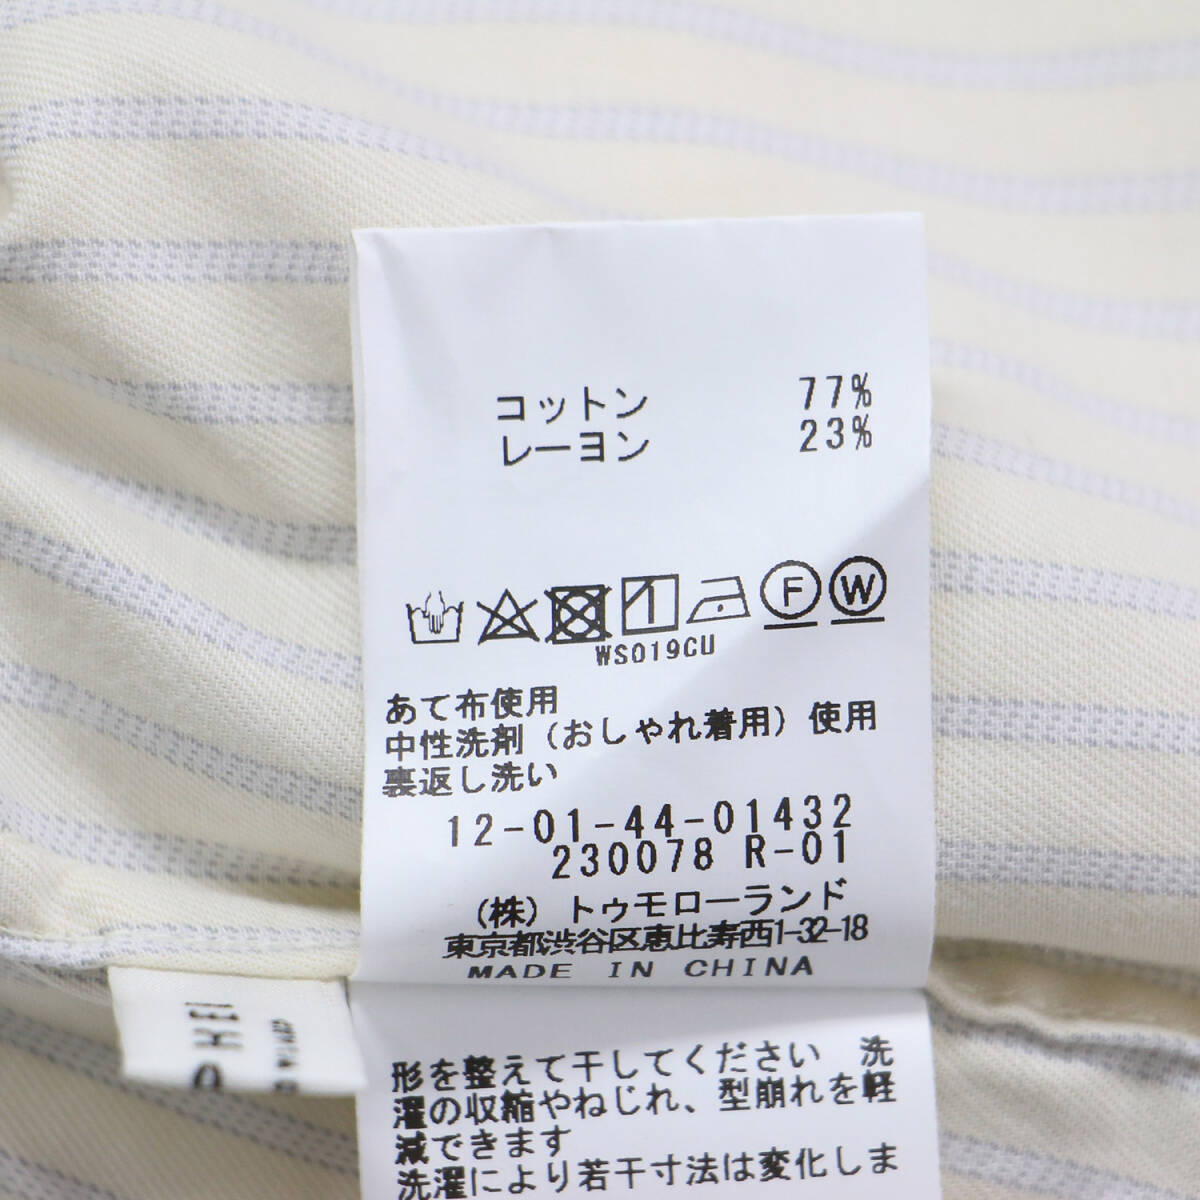 コットン 77%
レーヨン 23%
F W
WS019CU
あて布使用
中性洗剤（おしゃれ着用）使用
裏返し洗い
12-01-44-01432
230078 R-01
（株）トゥモローランド
東京都渋谷区恵比寿西1-32-18
MADE IN CHINA
形を整えて干してください 洗
濯の収縮やねじれ、型崩れを軽
減できます
洗濯により若干寸法は変化しま